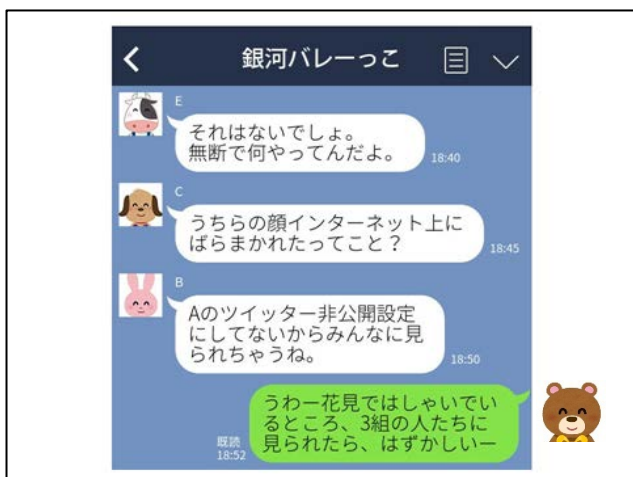 銀河バレーっこ
E
それはないでしょ。
無断で何やってんだよ。
18:40
C
うちらの顔インターネット上に
ばらまかれたってこと？
18:45
B
Aのツイッター非公開設定
にしてないからみんなに見
られちゃうね。
18:50
うわー花見ではしゃいでい
るところ、3組の人たちに
見られたら、はずかしいー
既読
18:52